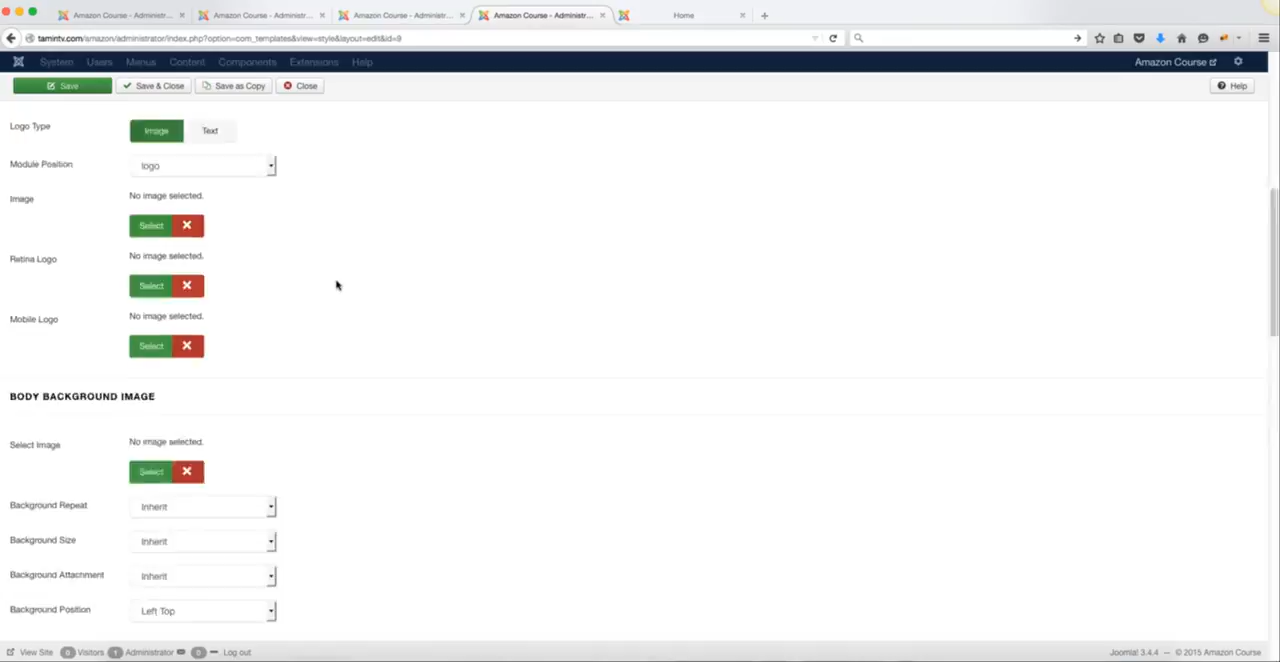 Amazon Course - Administr... Amazon Course - Administr... Amazon Course - Administr... Amazon Course - Administr... Home
tamintv.com/amazon/administrator/index.php?option=com_templates&view=style&layout=edit&id=9
System Users Menus Content Components Extensions Help Amazon Course
Save Save & Close Save as Copy Close Help
Logo Type Image Text
Module Position logo
Image No image selected.
Select
Retina Logo No image selected.
Select
Mobile Logo No image selected.
Select
BODY BACKGROUND IMAGE
Select Image No image selected.
Select
Background Repeat Inherit
Background Size Inherit
Background Attachment Inherit
Background Position Left Top
View Site 0 Visitors 1 Administrator 0 Log out Joomla! 3.4.4 — © 2015 Amazon Course